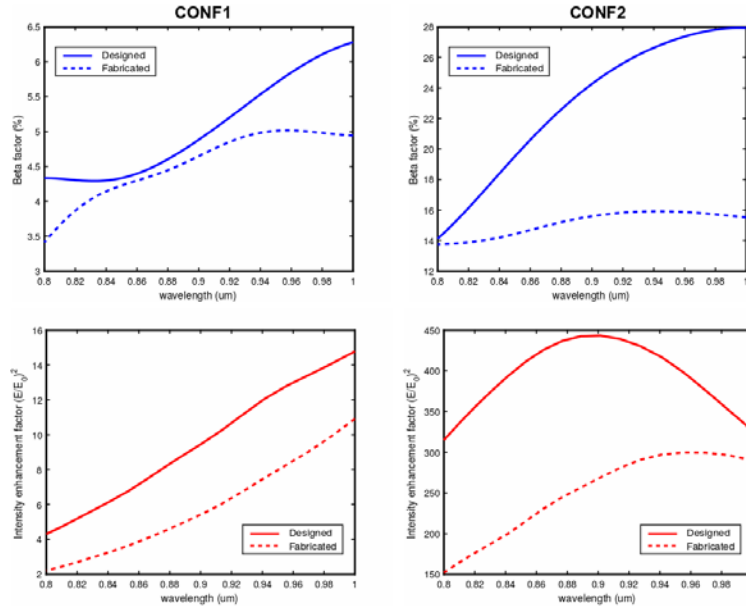 CONF1
CONF2
6.5
6
5.5
5
4.5
4
3.5
3
Beta factor (%)
Designed
Fabricated
0.8 0.82 0.84 0.86 0.88 0.9 0.92 0.94 0.96 0.98 1
wavelength (um)
28
26
24
22
20
18
16
14
12
Beta factor (%)
Designed
Fabricated
0.8 0.82 0.84 0.86 0.88 0.9 0.92 0.94 0.96 0.98 1
wavelength (um)
16
14
12
10
8
6
4
2
Intensity enhancement factor (E/E0)2
Designed
Fabricated
0.8 0.82 0.84 0.86 0.88 0.9 0.92 0.94 0.96 0.98 1
wavelength (um)
450
400
350
300
250
200
150
Intensity enhancement factor (E/E0)2
Designed
Fabricated
0.8 0.82 0.84 0.86 0.88 0.9 0.92 0.94 0.96 0.98 1
wavelength (um)